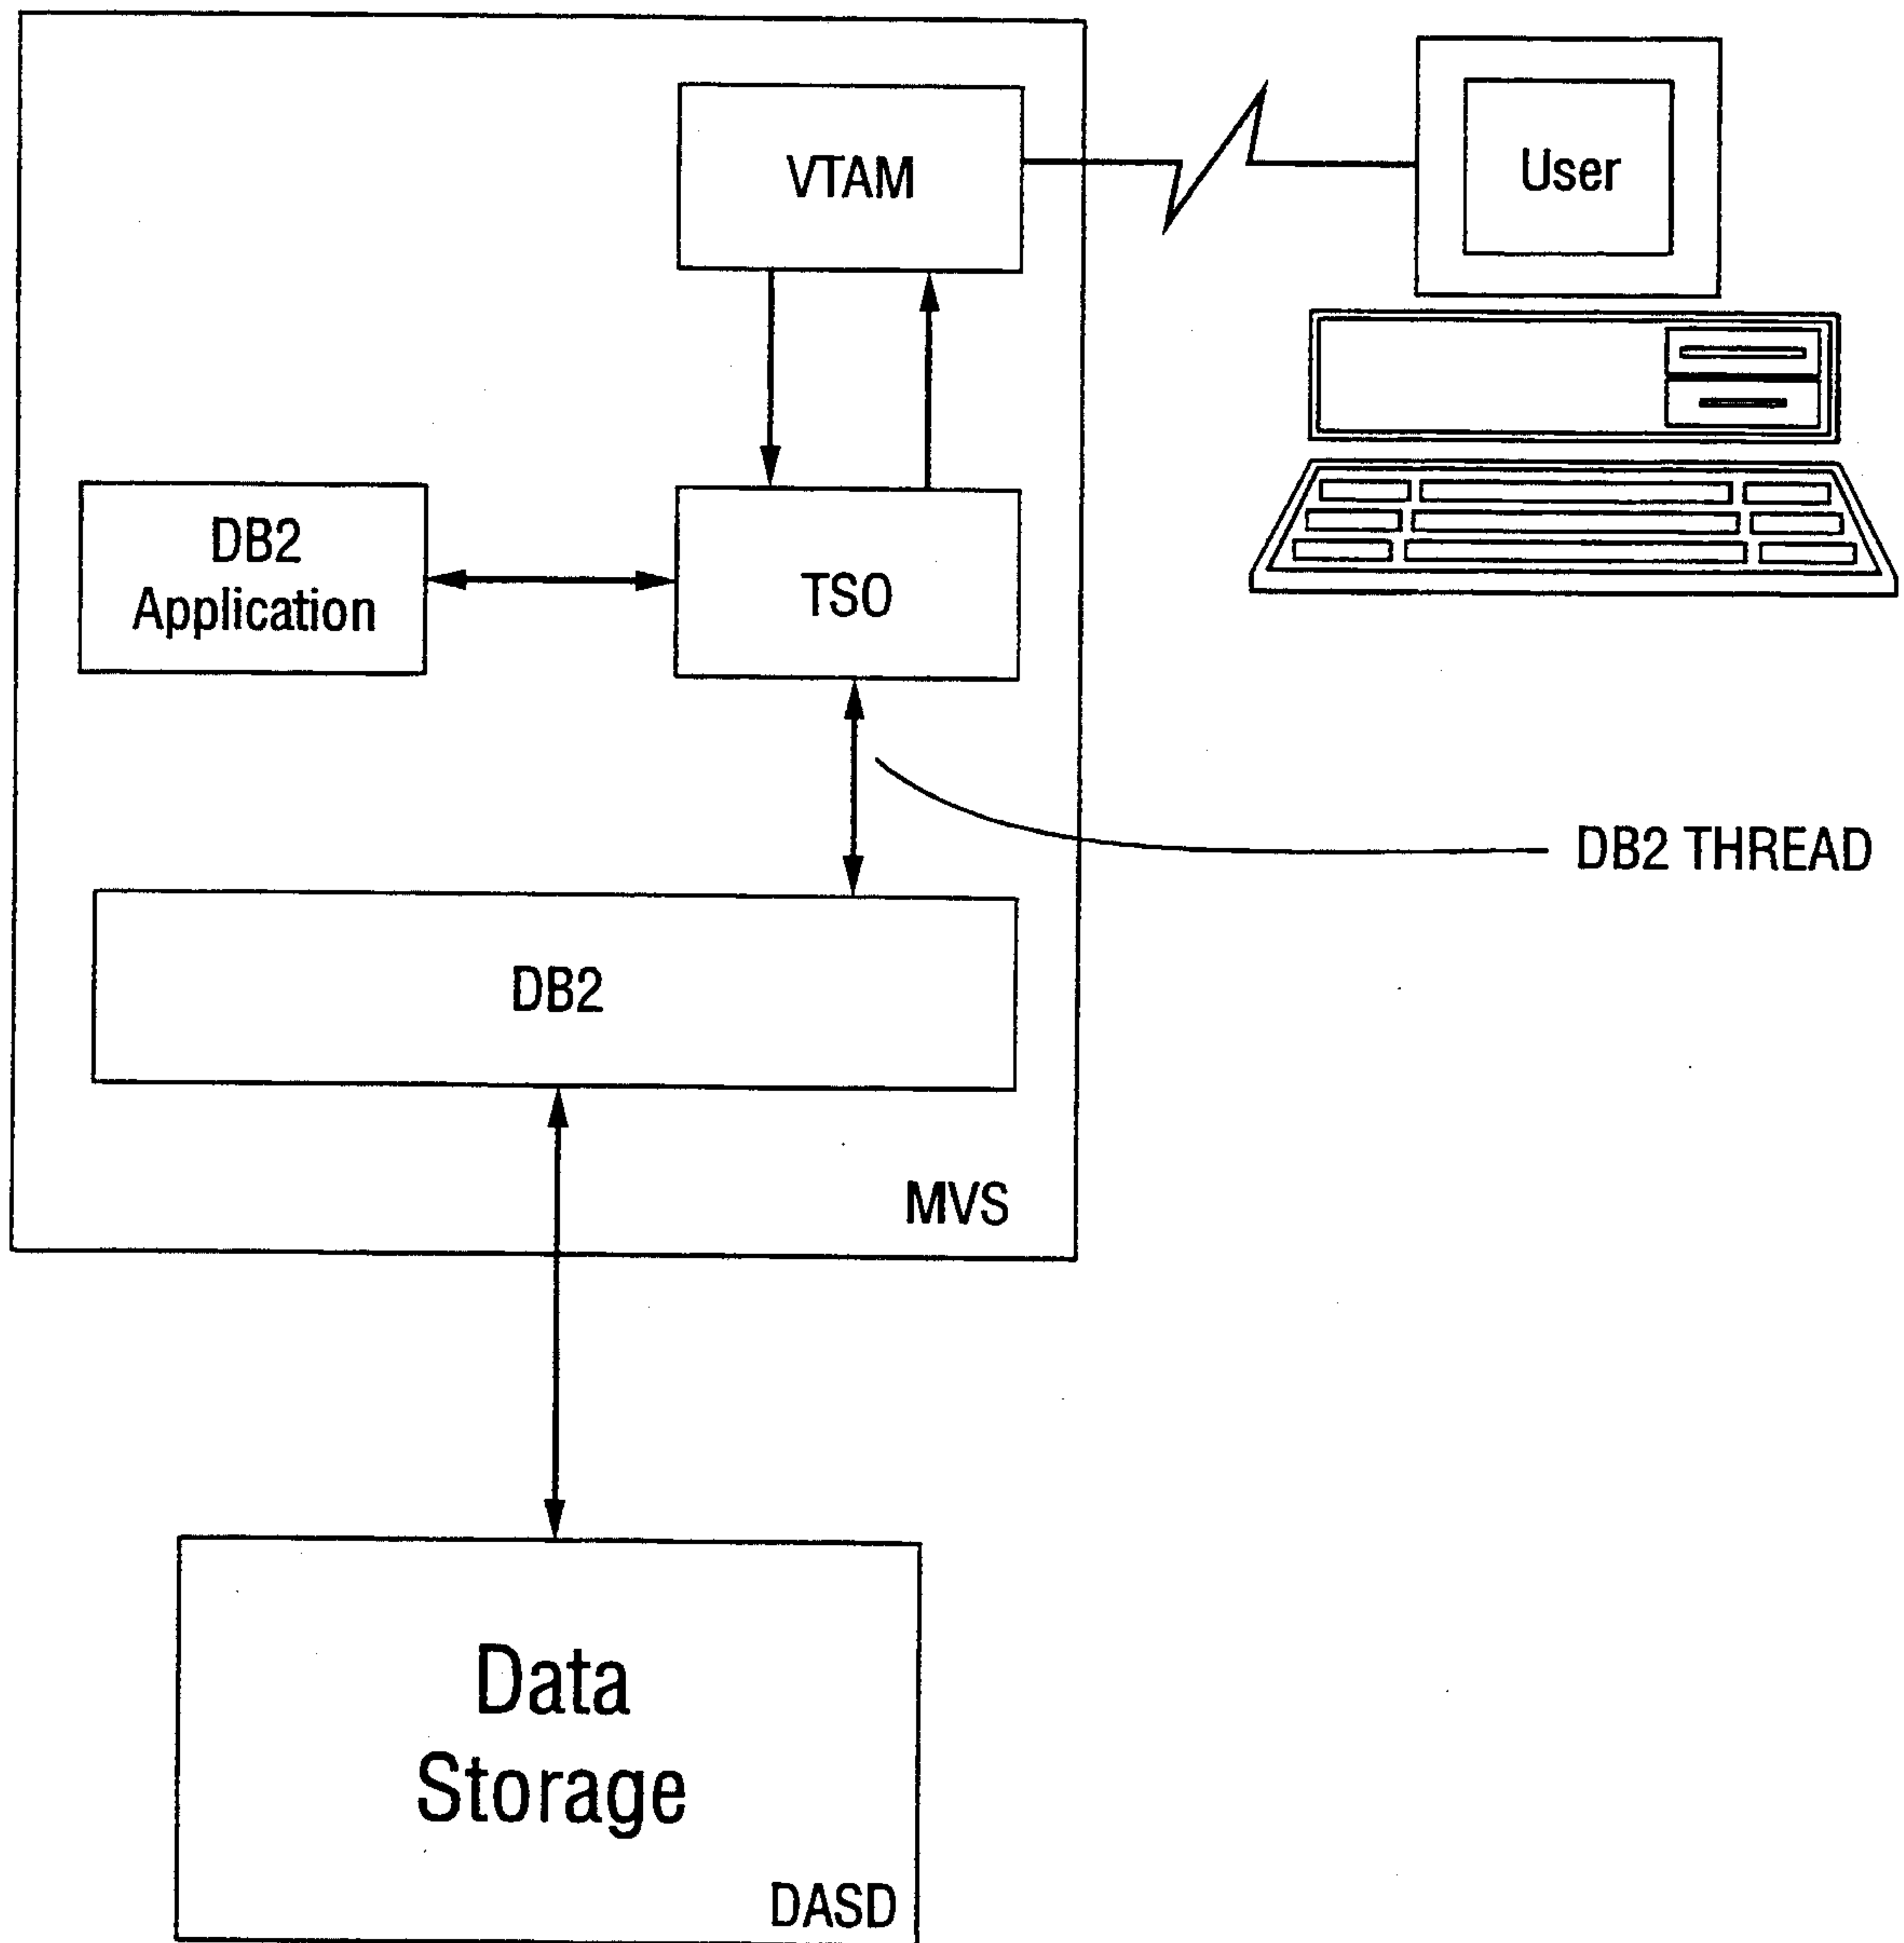 VTAM
User
DB2
Application
TSO
DB2 THREAD
DB2
MVS
Data
Storage
DASD